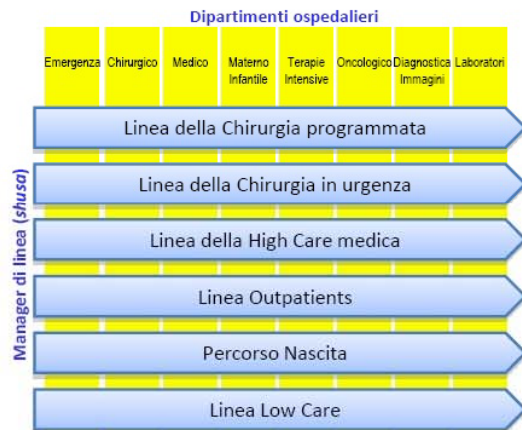 Dipartimenti ospedalieri
Emergenza
Chirurgico
Medico
Materno
Infantile
Terapie
Intensive
Oncologico
Diagnostica
Immagini
Laboratori
Manager di linea (shusa)
Linea della Chirurgia programmata
Linea della Chirurgia in urgenza
Linea della High Care medica
Linea Outpatients
Percorso Nascita
Linea Low Care